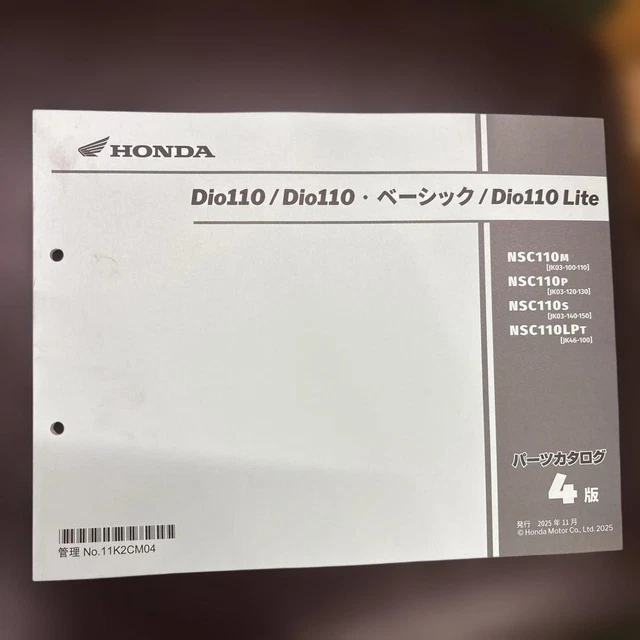 HONDA
Dio110 / Dio110・ベーシック / Dio110 Lite
NSC110M
[JK03-100・110]
NSC110P
[JK03-120・130]
NSC110S
[JK03-140・150]
NSC110LPT
[JK46-100]
パーツカタログ
4版
発行 2025年11月
© Honda Motor Co., Ltd. 2025
管理 No.11K2CM04